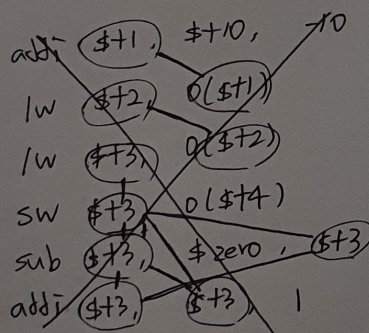 addi $t1, $t10, -10
lw $t2, 0($t1)
lw $t3, 0($t2)
sw $t3 0($t4)
sub $t3, $zero, $t3
addi $t3, $t3, 1